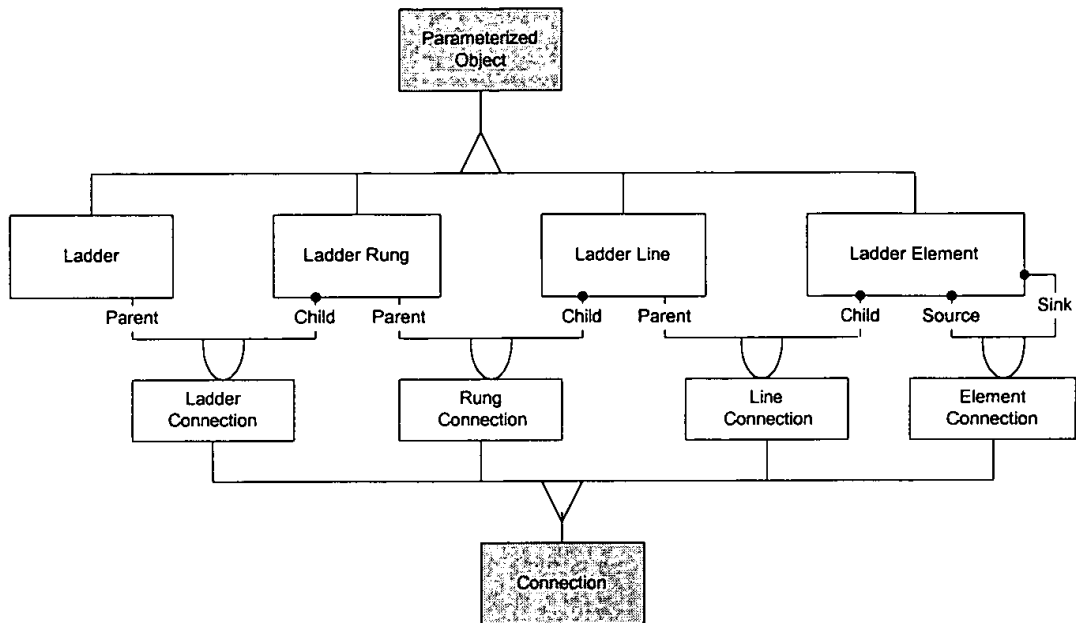 Parameterized
Object
Ladder
Ladder Rung
Ladder Line
Ladder Element
Parent
Child
Parent
Child
Parent
Child
Source
Sink
Ladder
Connection
Rung
Connection
Line
Connection
Element
Connection
Connection